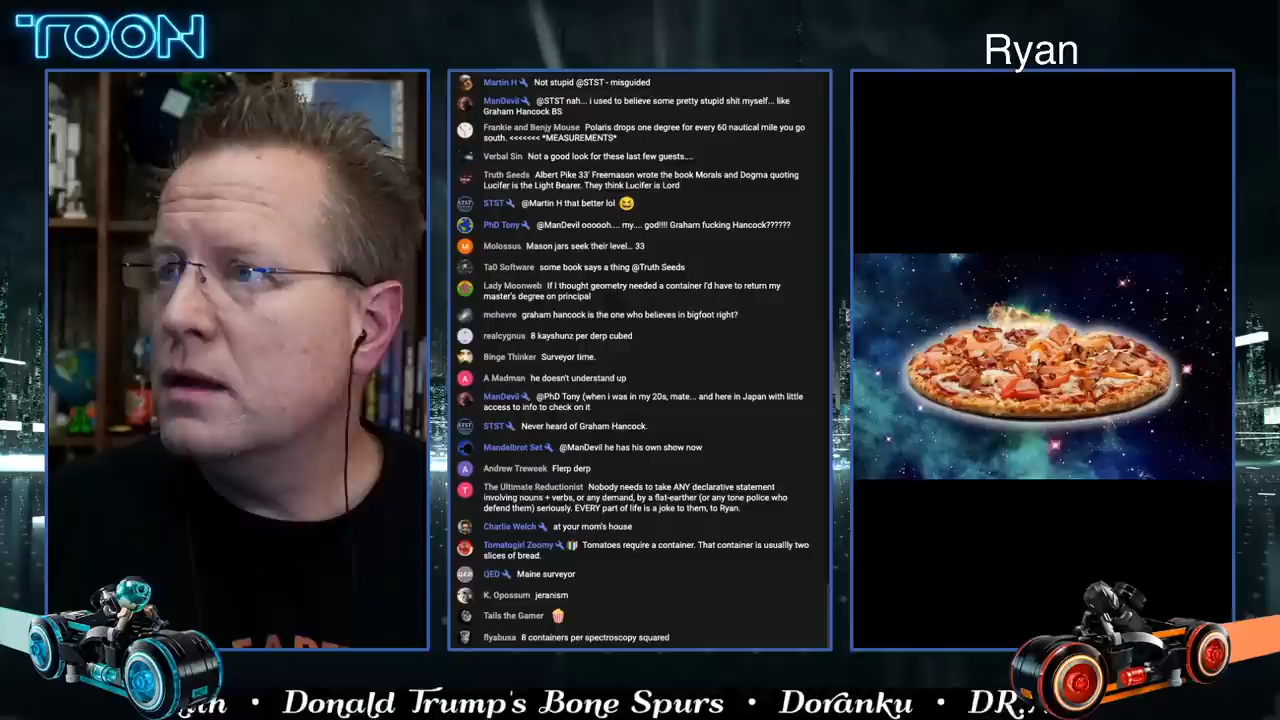 TOON
Ryan
Martin H Not stupid @STST - misguided
ManDevil @STST nah... i used to believe some pretty stupid shit myself... like
Graham Hancock BS
Frankie and Benjy Mouse Polaris drops one degree for every 60 nautical mile you go
south. <<<<<<< *MEASUREMENTS*
Verbal Sin Not a good look for these last few guests....
Truth Seeds Albert Pike 33' Freemason wrote the book Morals and Dogma quoting
Lucifer is the Light Bearer. They think Lucifer is Lord
STST @Martin H that better lol
PhD Tony @ManDevil oooooh.... my.... god!!!! Graham fucking Hancock??????
Molossus Mason jars seek their level.. 33
TaO Software some book says a thing @Truth Seeds
Lady Moonweb If I thought geometry needed a container I'd have to return my
master's degree on principal
mchevre graham hancock is the one who believes in bigfoot right?
realcygnus 8 kayshunz per derp cubed
Binge Thinker Surveyor time.
A Madman he doesn't understand up
ManDevil @PhD Tony (when i was in my 20s, mate... and here in Japan with little
access to info to check on it
STST Never heard of Graham Hancock.
Mandelbrot Set @ManDevil he has his own show now
Andrew Treweek Flerp derp
The Ultimate Reductionist Nobody needs to take ANY declarative statement
involving nouns + verbs, or any demand, by a flat-earther (or any tone police who
defend them) seriously. EVERY part of life is a joke to them, to Ryan.
Charlie Welch at your mom's house
Tomatogirl Zoomy Tomatoes require a container. That container is usuallly two
slices of bread.
QED Maine surveyor
K. Opossum jeranism
Tails the Gamer
flyabusa 8 containers per spectroscopy squared
• Donald Trump's Bone Spurs • Doranku • DR.